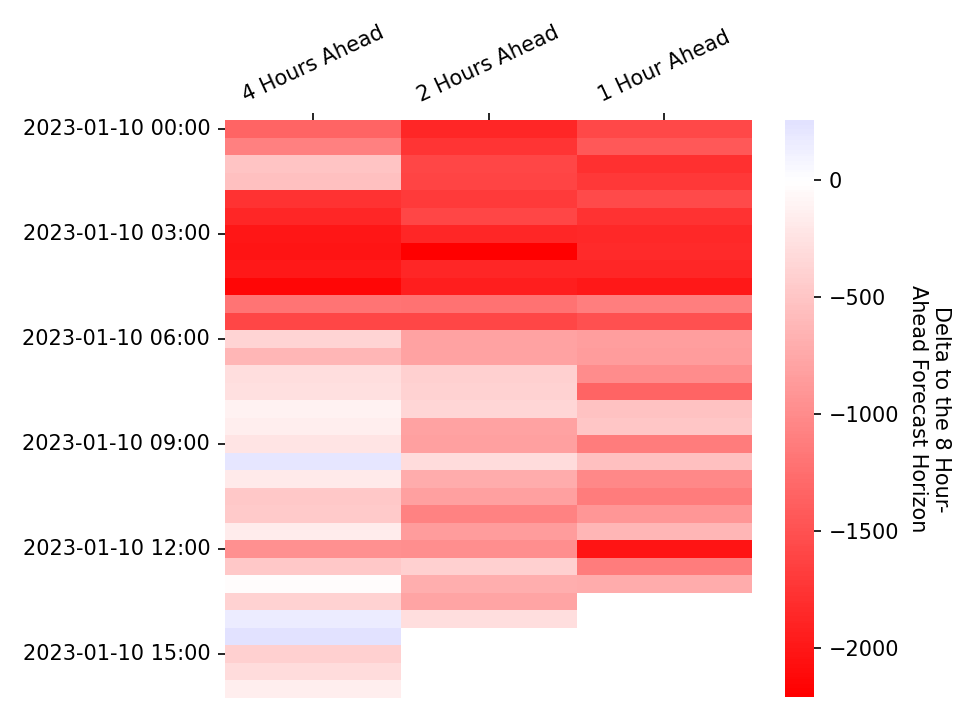 4 Hours Ahead
2 Hours Ahead
1 Hour Ahead
2023-01-10 00:00
2023-01-10 03:00
2023-01-10 06:00
2023-01-10 09:00
2023-01-10 12:00
2023-01-10 15:00
0
−500
−1000
−1500
−2000
Delta to the 8 Hour-
Ahead Forecast Horizon